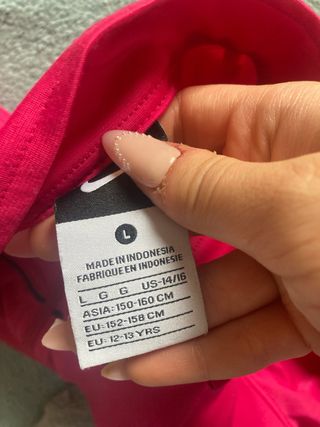 L
MADE IN INDONESIA
FABRIQUE EN INDONESIE
L G G US-14/16
ASIA: 150-160 CM
EU: 152-158 CM
EU: 12-13 YRS